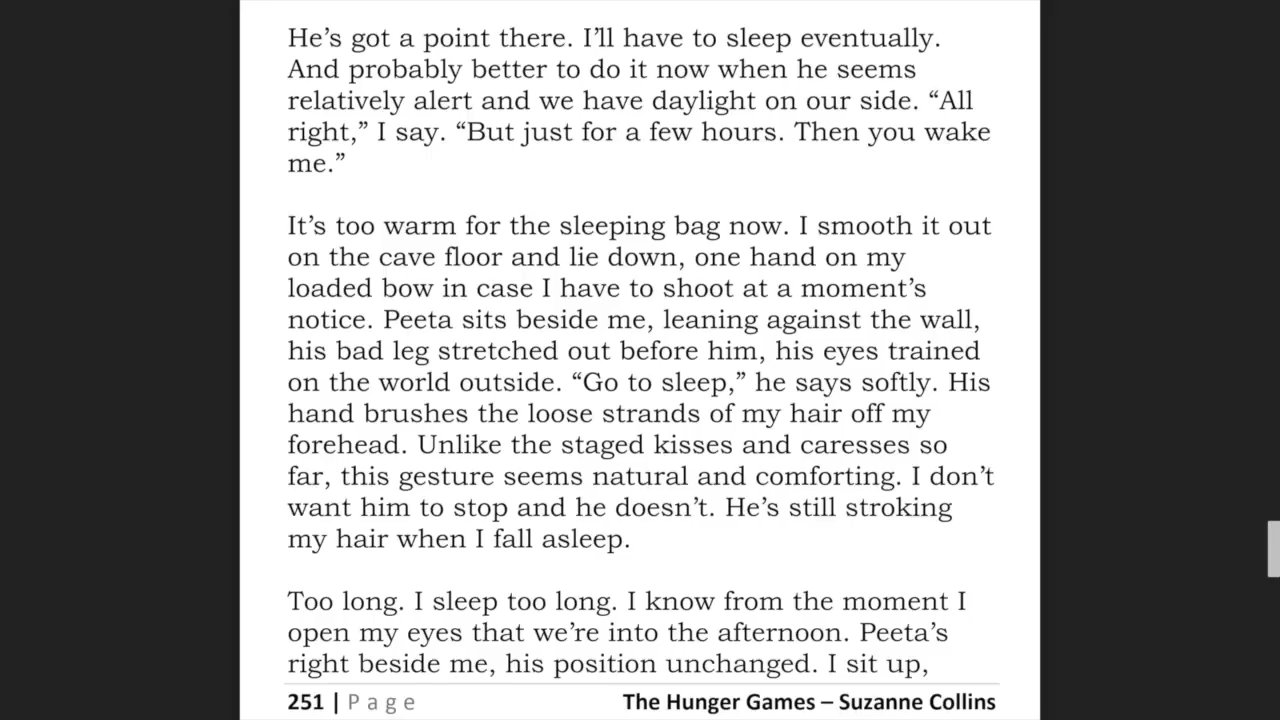 He’s got a point there. I’ll have to sleep eventually.
And probably better to do it now when he seems
relatively alert and we have daylight on our side. “All
right,” I say. “But just for a few hours. Then you wake
me.”
It’s too warm for the sleeping bag now. I smooth it out
on the cave floor and lie down, one hand on my
loaded bow in case I have to shoot at a moment’s
notice. Peeta sits beside me, leaning against the wall,
his bad leg stretched out before him, his eyes trained
on the world outside. “Go to sleep,” he says softly. His
hand brushes the loose strands of my hair off my
forehead. Unlike the staged kisses and caresses so
far, this gesture seems natural and comforting. I don’t
want him to stop and he doesn’t. He’s still stroking
my hair when I fall asleep.
Too long. I sleep too long. I know from the moment I
open my eyes that we’re into the afternoon. Peeta’s
right beside me, his position unchanged. I sit up,
251 | Page The Hunger Games – Suzanne Collins